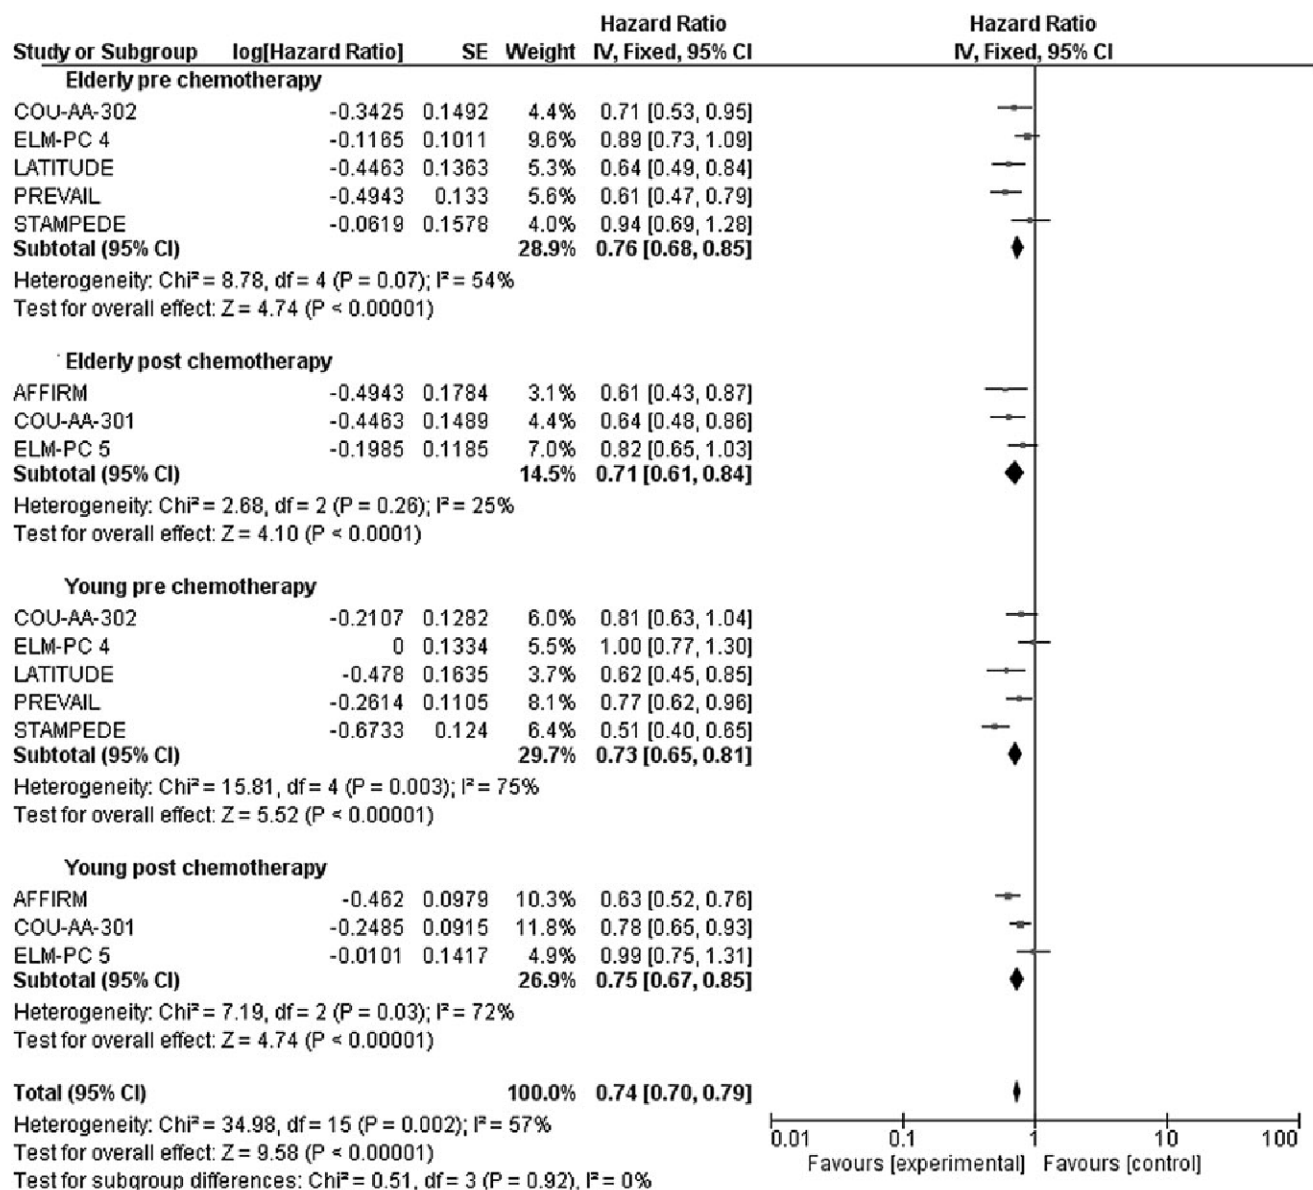 Hazard Ratio Hazard Ratio
Study or Subgroup log[Hazard Ratio] SE Weight IV, Fixed, 95% CI IV, Fixed, 95% CI
Elderly pre chemotherapy
COU-AA-302 -0.3425 0.1492 4.4% 0.71 [0.53, 0.95]
ELM-PC 4 -0.1165 0.1011 9.6% 0.89 [0.73, 1.09]
LATITUDE -0.4463 0.1363 5.3% 0.64 [0.49, 0.84]
PREVAIL -0.4943 0.133 5.6% 0.61 [0.47, 0.79]
STAMPEDE -0.0619 0.1578 4.0% 0.94 [0.69, 1.28]
Subtotal (95% CI) 28.9% 0.76 [0.68, 0.85]
Heterogeneity: Chi² = 8.78, df = 4 (P = 0.07); I² = 54%
Test for overall effect: Z = 4.74 (P < 0.00001)
Elderly post chemotherapy
AFFIRM -0.4943 0.1784 3.1% 0.61 [0.43, 0.87]
COU-AA-301 -0.4463 0.1489 4.4% 0.64 [0.48, 0.86]
ELM-PC 5 -0.1985 0.1185 7.0% 0.82 [0.65, 1.03]
Subtotal (95% CI) 14.5% 0.71 [0.61, 0.84]
Heterogeneity: Chi² = 2.68, df = 2 (P = 0.26); I² = 25%
Test for overall effect: Z = 4.10 (P < 0.0001)
Young pre chemotherapy
COU-AA-302 -0.2107 0.1282 6.0% 0.81 [0.63, 1.04]
ELM-PC 4 0 0.1334 5.5% 1.00 [0.77, 1.30]
LATITUDE -0.478 0.1635 3.7% 0.62 [0.45, 0.85]
PREVAIL -0.2614 0.1105 8.1% 0.77 [0.62, 0.96]
STAMPEDE -0.6733 0.124 6.4% 0.51 [0.40, 0.65]
Subtotal (95% CI) 29.7% 0.73 [0.65, 0.81]
Heterogeneity: Chi² = 15.81, df = 4 (P = 0.003); I² = 75%
Test for overall effect: Z = 5.52 (P < 0.00001)
Young post chemotherapy
AFFIRM -0.462 0.0979 10.3% 0.63 [0.52, 0.76]
COU-AA-301 -0.2485 0.0915 11.8% 0.78 [0.65, 0.93]
ELM-PC 5 -0.0101 0.1417 4.9% 0.99 [0.75, 1.31]
Subtotal (95% CI) 26.9% 0.75 [0.67, 0.85]
Heterogeneity: Chi² = 7.19, df = 2 (P = 0.03); I² = 72%
Test for overall effect: Z = 4.74 (P < 0.00001)
Total (95% CI) 100.0% 0.74 [0.70, 0.79]
Heterogeneity: Chi² = 34.98, df = 15 (P = 0.002); I² = 57%
0.01 0.1 1 10 100
Test for overall effect: Z = 9.58 (P < 0.00001)
Favours [experimental] Favours [control]
Test for subgroup differences: Chi² = 0.51, df = 3 (P = 0.92), I² = 0%